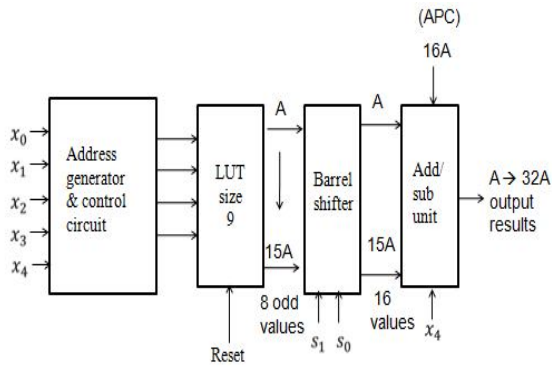 (APC)
16A
x₀
x₁
x₂
x₃
x₄
Address
generator
& control
circuit
LUT
size
9
Reset
A
15A
8 odd
values
Barrel
shifter
s₁ s₀
A
15A
16
values
Add/
sub
unit
x₄
A→ 32A
output
results